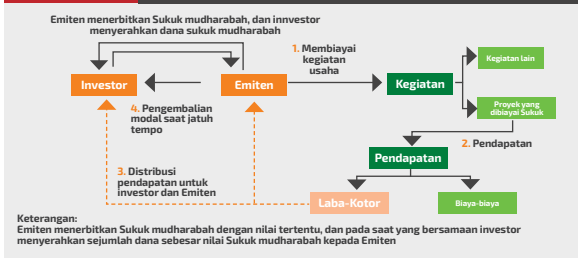 Emiten menerbitkan Sukuk mudharabah, dan innvestor
menyerahkan dana sukuk mudharabah
1. Membiayai
kegiatan
usaha
Kegiatan lain
Investor
Emiten
Kegiatan
4. Pengembalian
modal saat jatuh
tempo
Proyek yang
dibiayai Sukuk
2. Pendapatan
Pendapatan
3. Distribusi
pendapatan untuk
investor dan Emiten
Laba-Kotor
Biaya-biaya
Keterangan:
Emiten menerbitkan Sukuk mudharabah dengan nilai tertentu, dan pada saat yang bersamaan investor
menyerahkan sejumlah dana sebesar nilai Sukuk mudharabah kepada Emiten